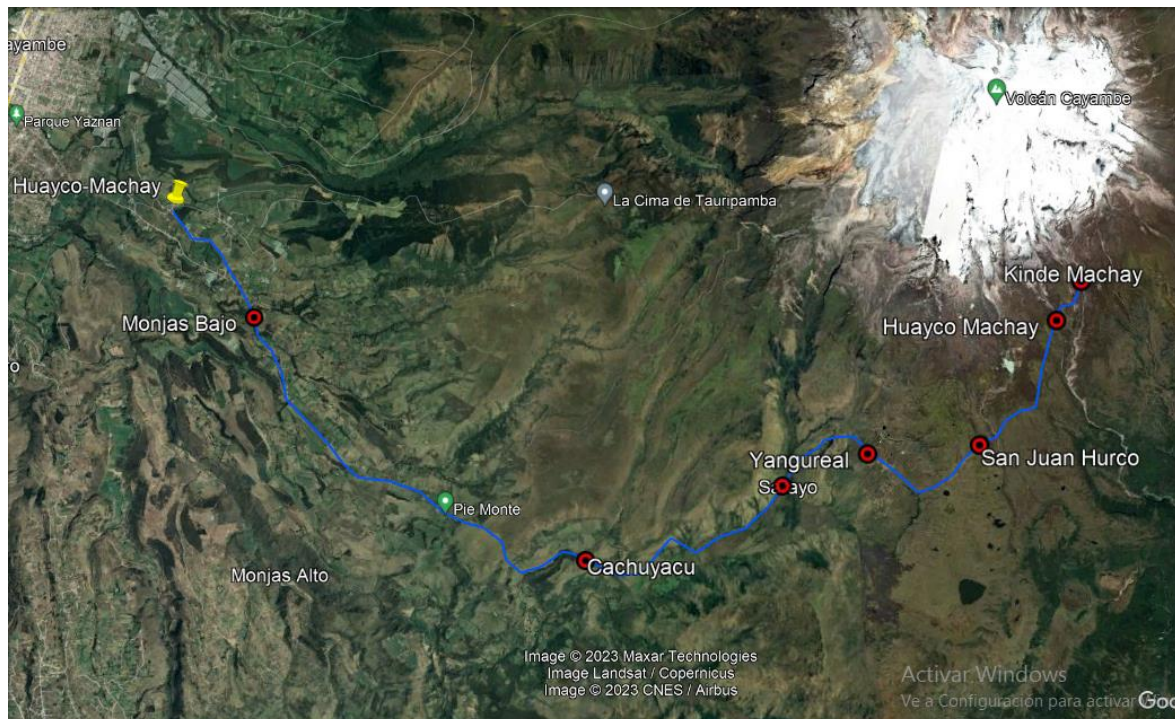 ayambe
Parque Yaznan
Volcán Cayambe
Huayco-Machay
La Cima de Tauripamba
Kinde Machay
Monjas Bajo
Huayco Machay
Yangureal
San Juan Hurco
Pie Monte
Cachuyacu
Monjas Alto
Image © 2023 Maxar Technologies
Image Landsat / Copernicus
Image © 2023 CNES / Airbus
Activar Windows
Ve a Configuración para activar
Goo